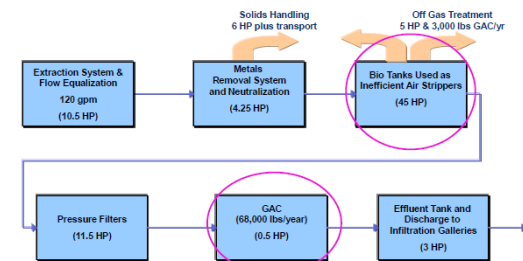 Solids Handling
6 HP plus transport
Off Gas Treatment
5 HP & 3,000 lbs GAC/yr
Extraction System &
Flow Equalization
120 gpm
(10.5 HP)
Metals
Removal System
and Neutralization
(4.25 HP)
Bio Tanks Used as
Inefficient Air Strippers
(45 HP)
Pressure Filters
(11.5 HP)
GAC
(68,000 lbs/year)
(0.5 HP)
Effluent Tank and
Discharge to
Infiltration Galleries
(3 HP)